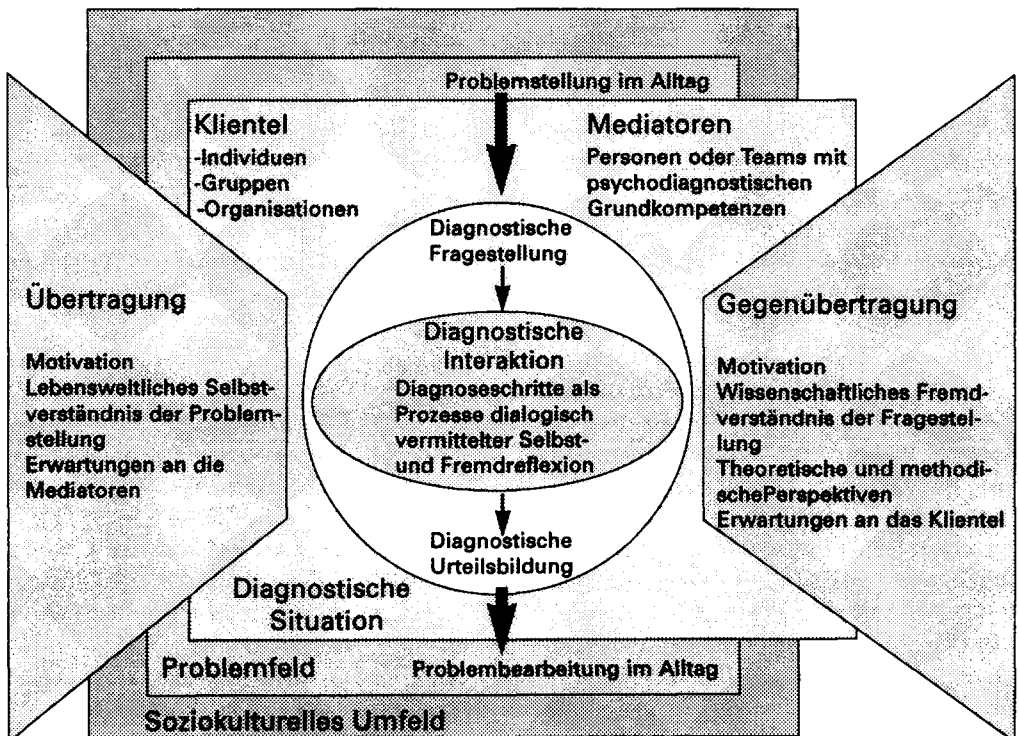 Problemstellung im Alltag
Klientel
-Individuen
-Gruppen
-Organisationen
Mediatoren
Personen oder Teams mit
psychodiagnostischen
Grundkompetenzen
Diagnostische
Fragestellung
Übertragung
Motivation
Lebensweltliches Selbst-
verständnis der Problem-
stellung
Erwartungen an die
Mediatoren
Diagnostische
Interaktion
Diagnoseschritte als
Prozesse dialogisch
vermittelter Selbst-
und Fremdreflexion
Gegenübertragung
Motivation
Wissenschaftliches Fremd-
verständnis der Fragestel-
lung
Theoretische und methodi-
schePerspektiven
Erwartungen an das Klientel
Diagnostische
Urteilsbildung
Diagnostische
Situation
Problemfeld
Problembearbeitung im Alltag
Soziokulturelles Umfeld